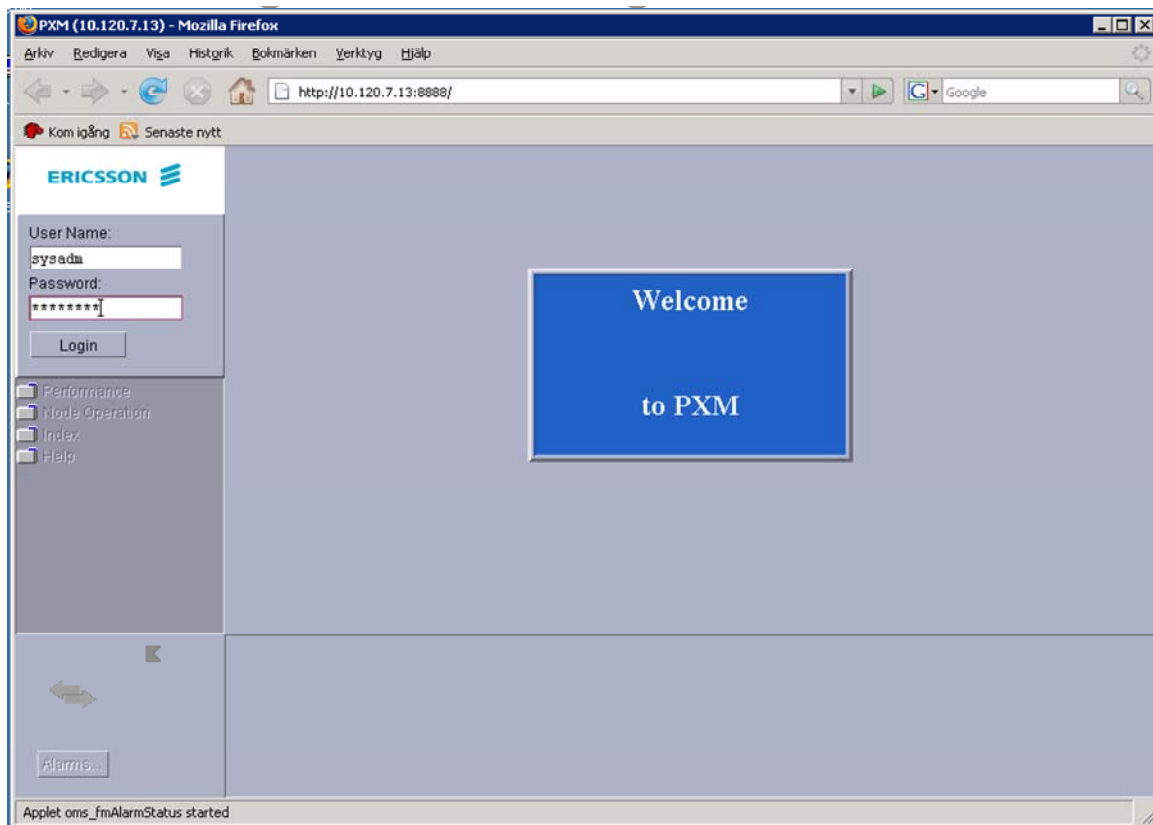 PXM (10.120.7.13) - Mozilla Firefox
Arkiv Redigera Visa Historik Bokmärken Verktyg Hjälp
http://10.120.7.13:8888/ Google
Kom igång Senaste nytt
ERICSSON
User Name:
sysadm
Password:
********
Login
Welcome
to PXM
Performance
Node Operation
Index
Help
Alarms...
Applet oms_fmAlarmStatus started